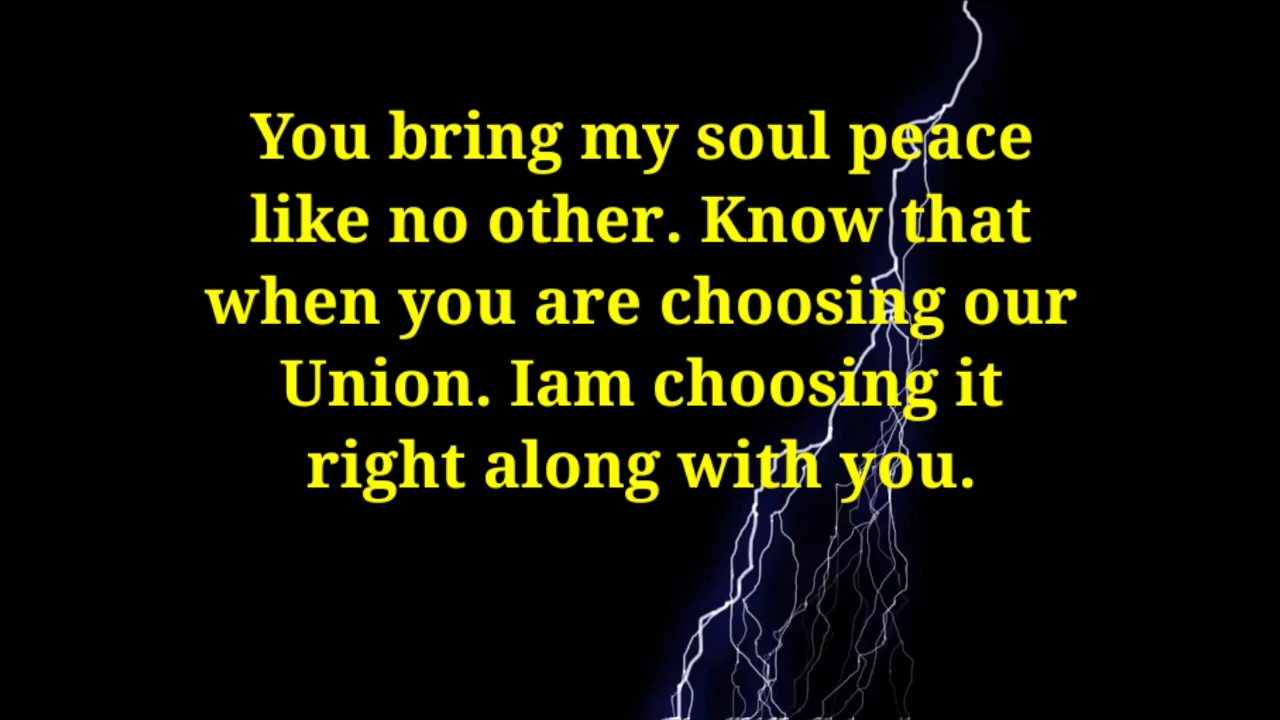 You bring my soul peace
like no other. Know that
when you are choosing our
Union. Iam choosing it
right along with you.